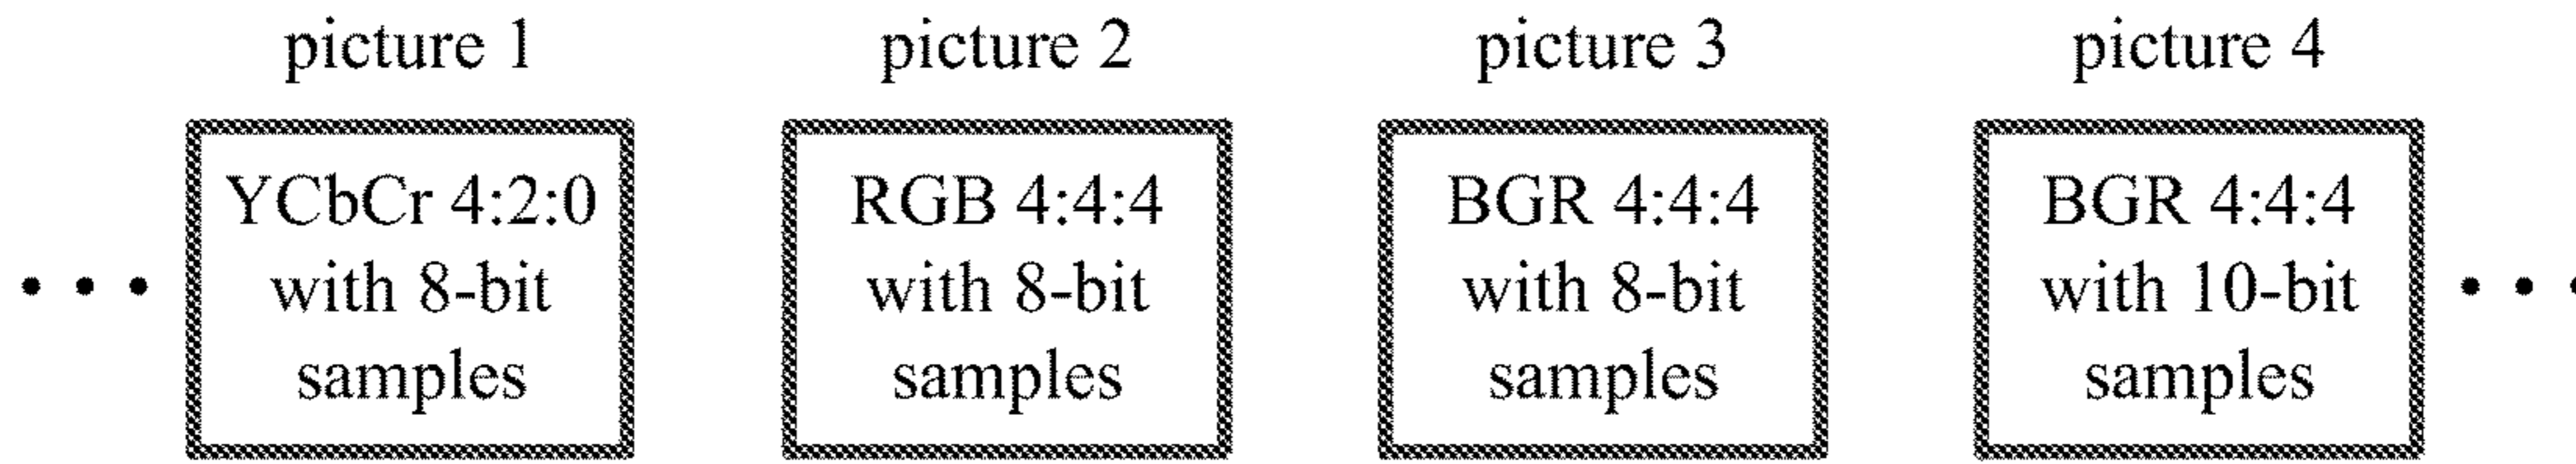 picture 1
YCbCr 4:2:0
with 8-bit
samples
picture 2
RGB 4:4:4
with 8-bit
samples
picture 3
BGR 4:4:4
with 8-bit
samples
picture 4
BGR 4:4:4
with 10-bit
samples